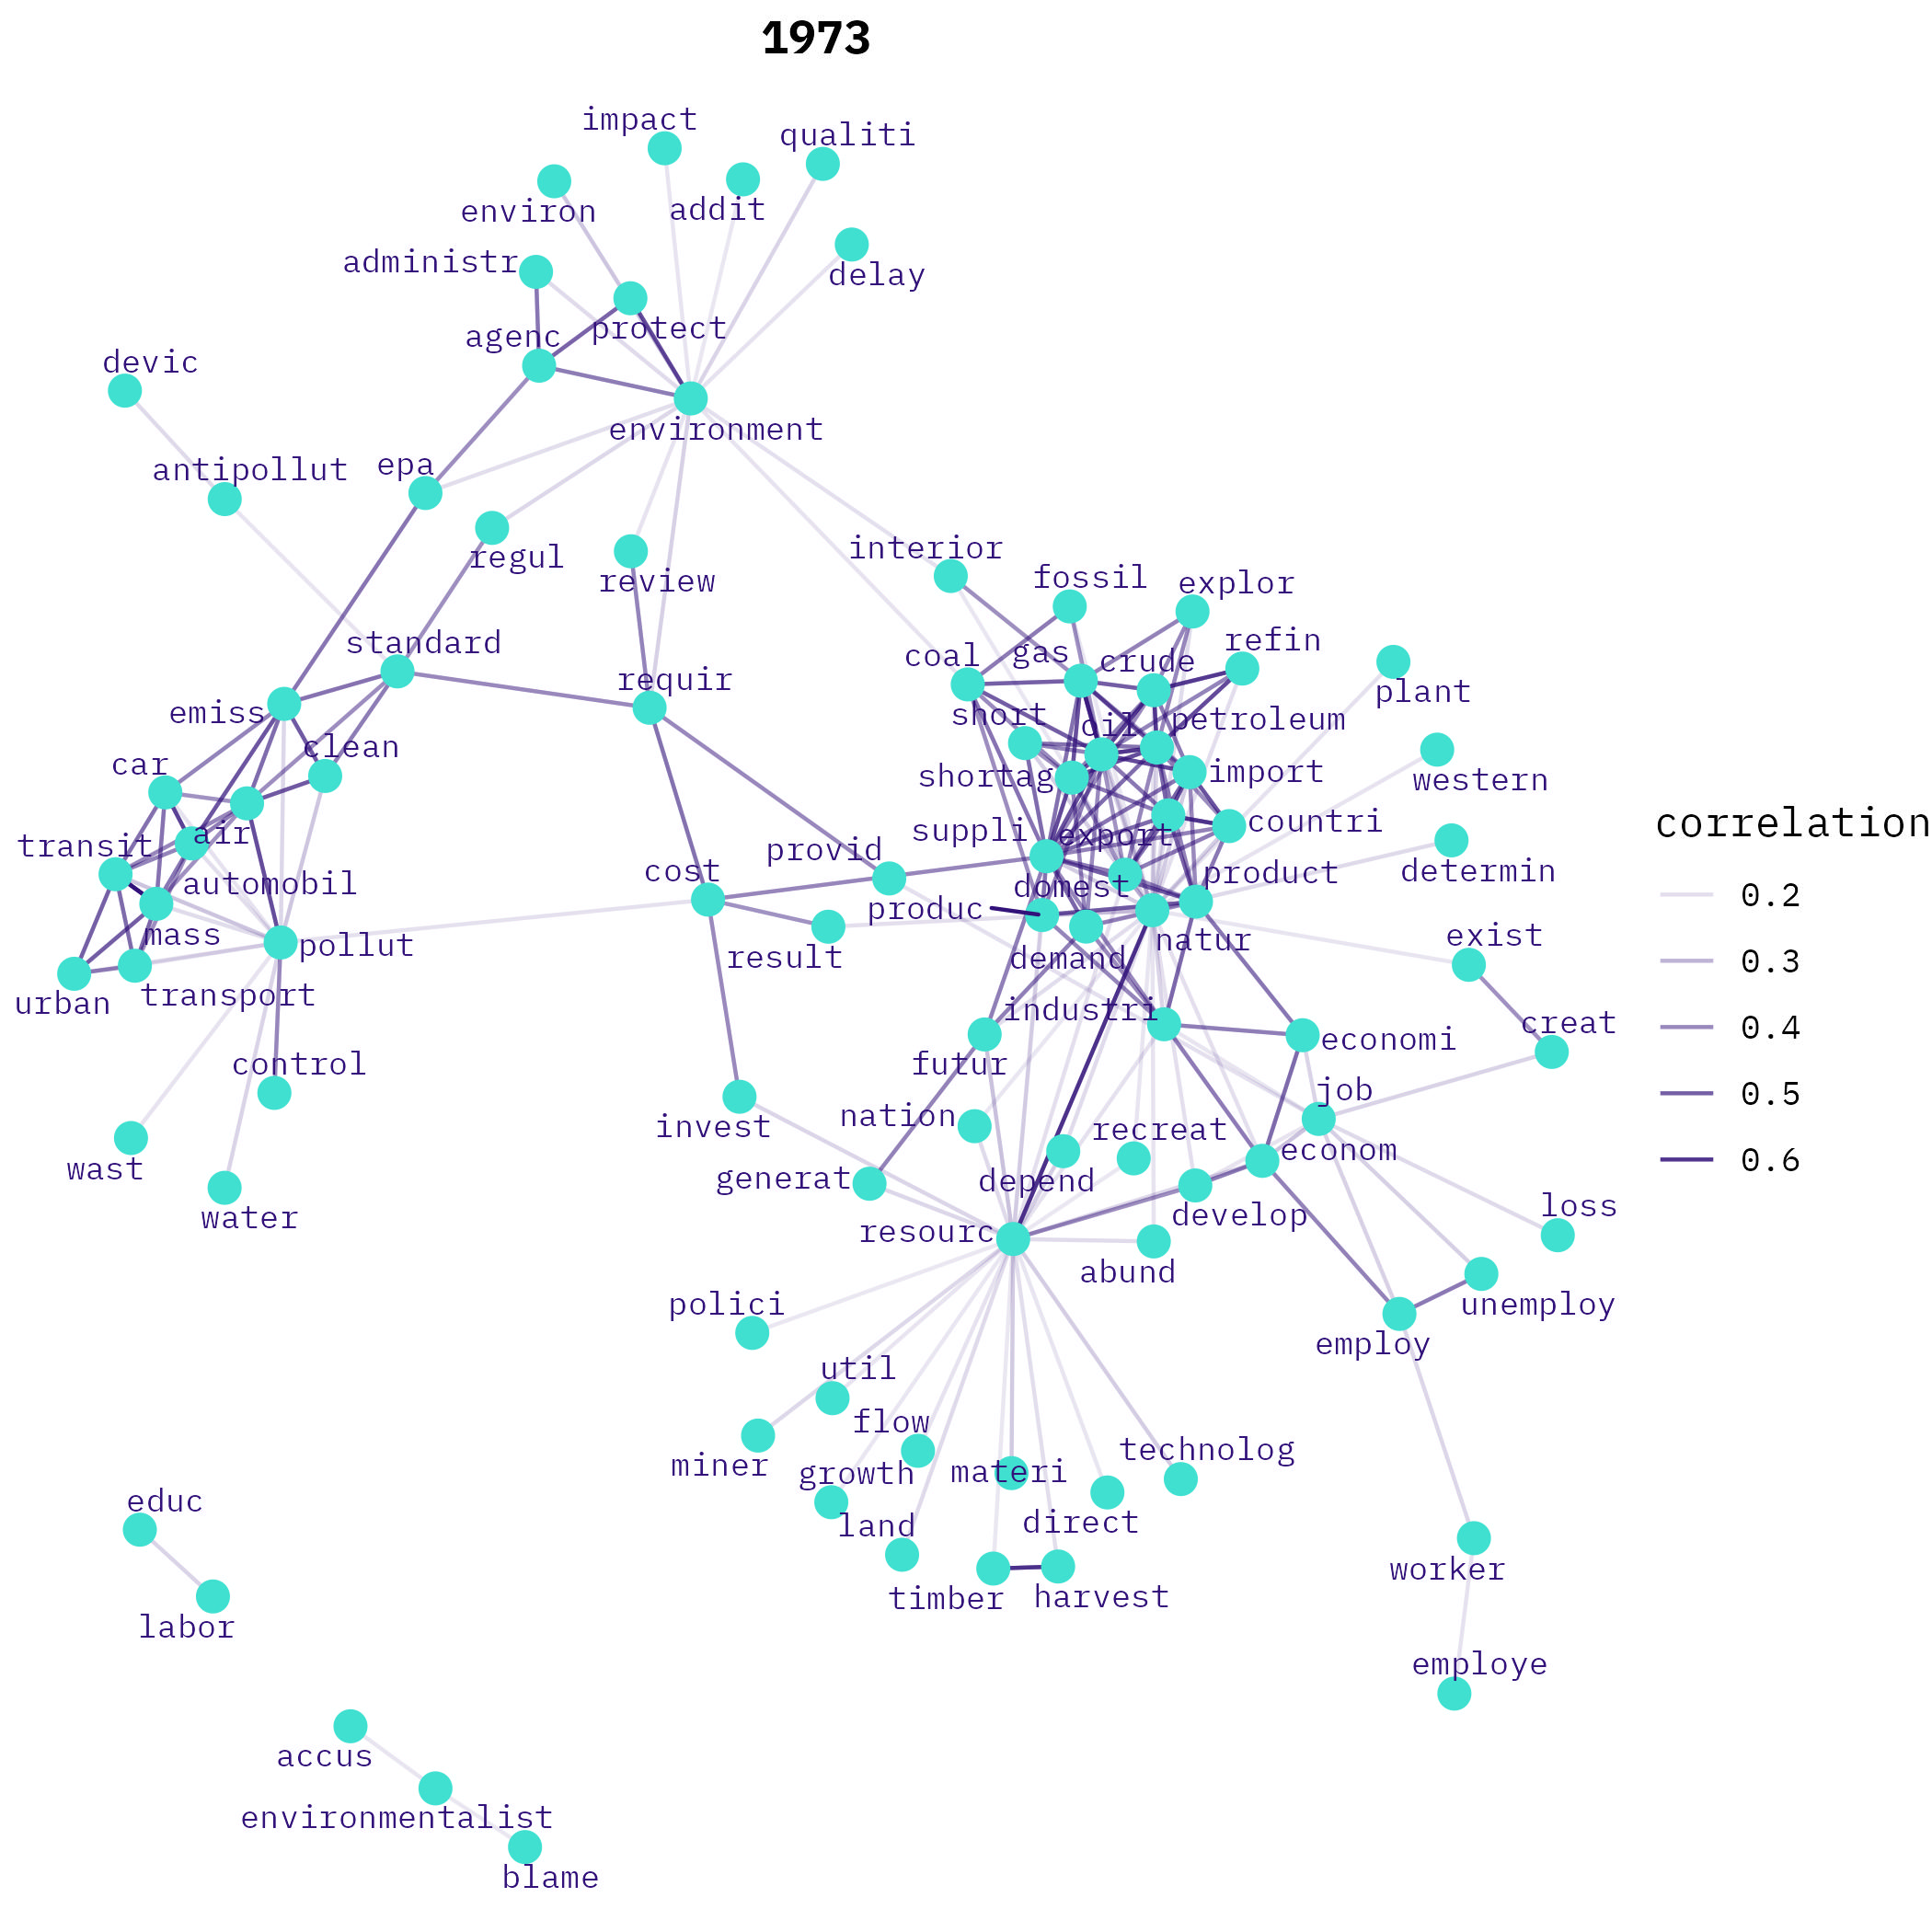 1973
impact
qualiti
environ
addit
administr
delay
agenc
protect
devic
environment
antipollut
epa
regul
review
interior
fossil
explor
standard
refin
coal
gas
crude
requir
plant
emiss
short
oil
petroleum
clean
car
shortag
import
western
correlation
transit
air
suppli
export
countri
provid
cost
determin
product
automobil
domest
0.2
produc
mass
pollut
result
natur
exist
demand
0.3
urban
transport
industri
creat
0.4
economi
control
futur
job
0.5
nation
invest
recreat
econom
0.6
wast
generat
depend
loss
water
resourc
develop
abund
polici
unemploy
employ
util
flow
technolog
miner
growth
materi
educ
land
direct
worker
labor
timber
harvest
employe
accus
environmentalist
blame